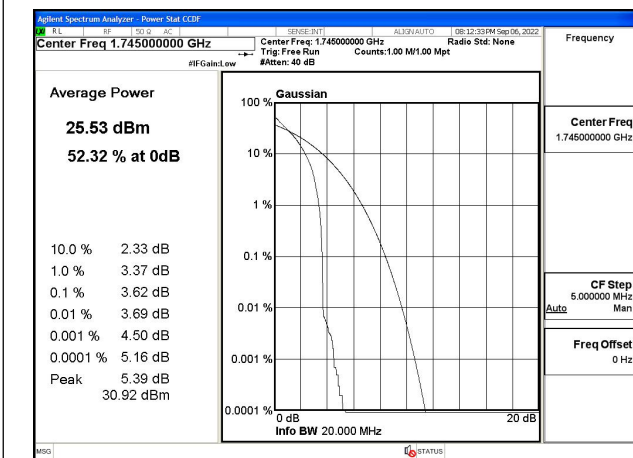 Agilent Spectrum Analyzer - Power Stat CCDF
RL RF 50 Ω AC SENSE:INT ALIGN AUTO 08:12:33 PM Sep 06, 2022
Center Freq 1.745000000 GHz
Center Freq: 1.745000000 GHz Radio Std: None
Trig: Free Run Counts:1.00 M/1.00 Mpt
#IFGain:Low #Atten: 40 dB
Frequency
Average Power
25.53 dBm
52.32 % at 0dB
10.0 % 2.33 dB
1.0 % 3.37 dB
0.1 % 3.62 dB
0.01 % 3.69 dB
0.001 % 4.50 dB
0.0001 % 5.16 dB
Peak 5.39 dB
30.92 dBm
Gaussian
100 %
10 %
1 %
0.1 %
0.01 %
0.001 %
0.0001 %
0 dB 20 dB
Info BW 20.000 MHz
Center Freq
1.745000000 GHz
CF Step
5.000000 MHz
Auto Man
Freq Offset
0 Hz
MSG STATUS